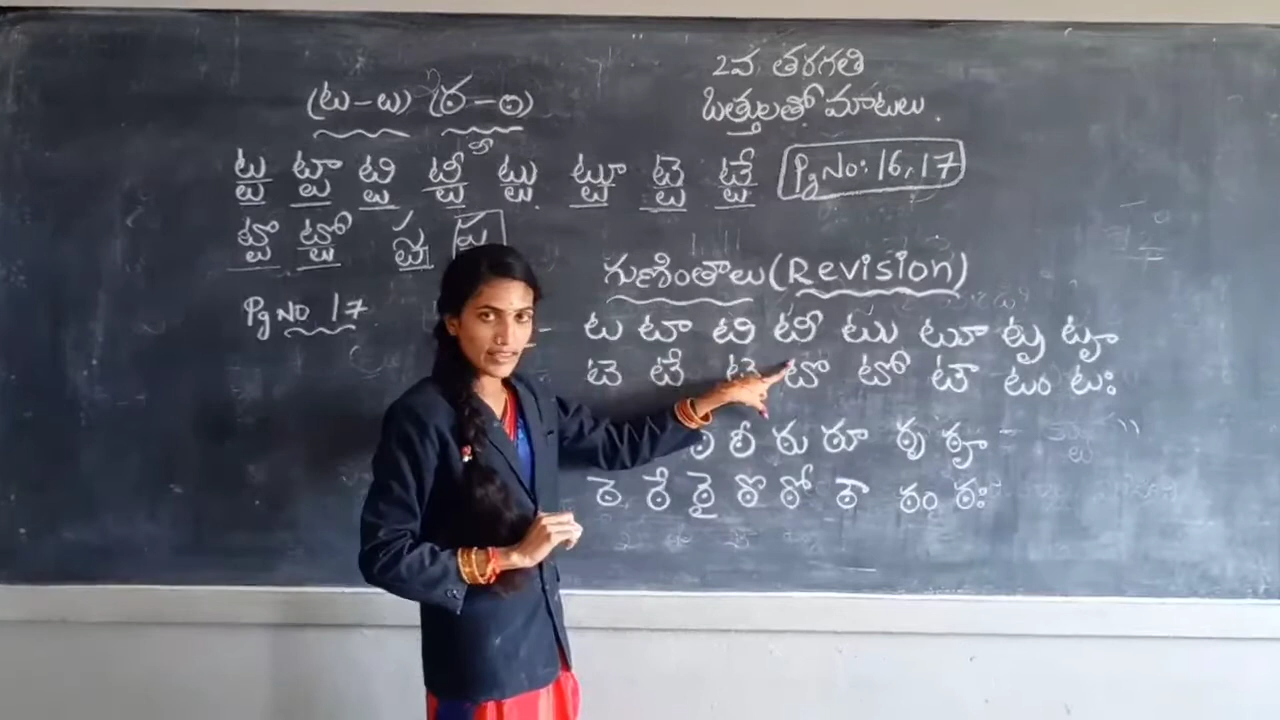 2వ తరగతి
ఒత్తులతో మాటలు.
(ట - ట) (ఠ - ఠ)
ట్ట ట్టా ట్టి ట్టీ ట్టు ట్టూ ట్టె ట్టే
Pg No: 16, 17
ట్టొ ట్టో
గుణింతాలు (Revision)
Pg No 17
ట టా టి టీ టు టూ టృ టౄ
టె టే టై టొ టో టౌ టం టః
ఠీ ఠు ఠూ ఠృ ఠౄ
ఠె ఠే ఠై ఠొ ఠో ఠౌ ఠం ఠః